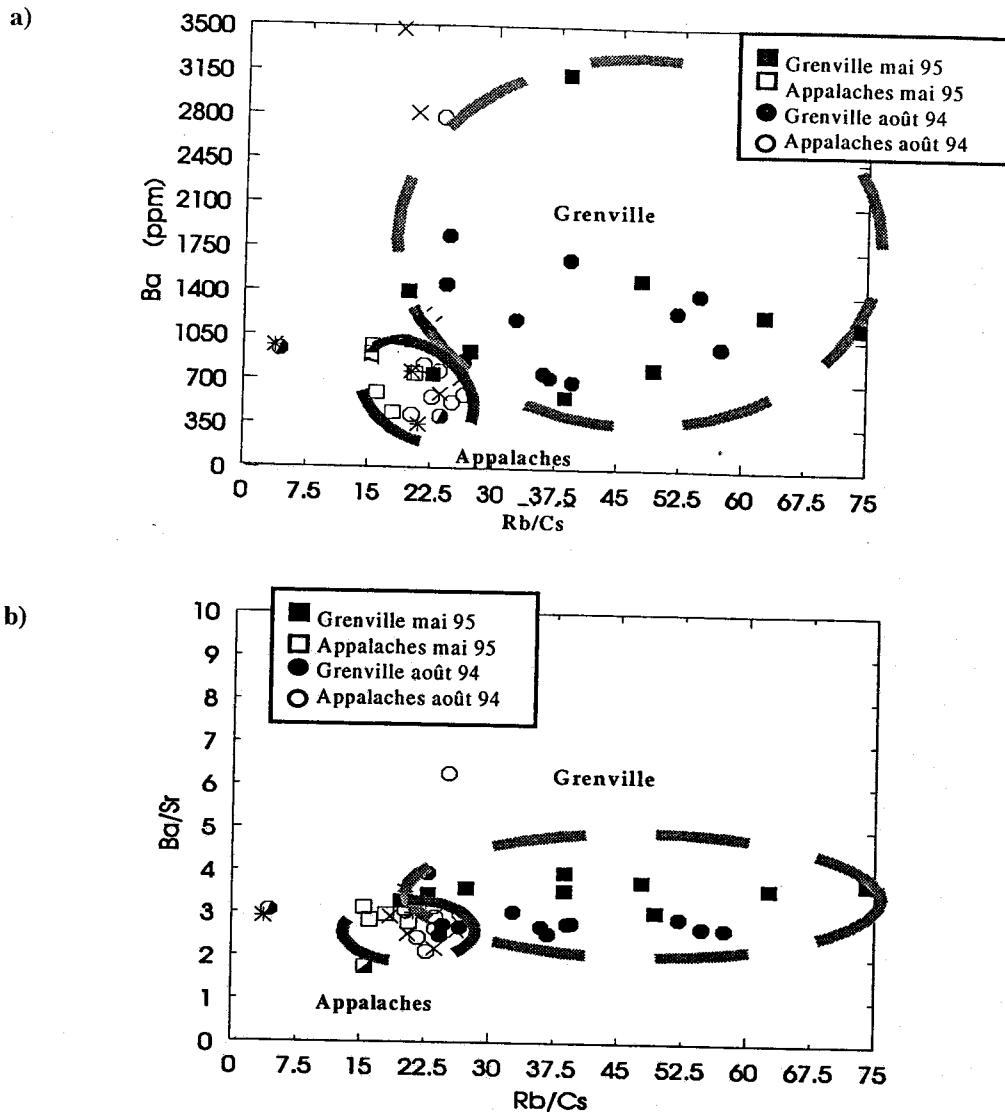 a)
3500
3150
2800
2450
2100
1750
1400
1050
700
350
0
Ba (ppm)
Grenville mai 95
Appalaches mai 95
Grenville août 94
Appalaches août 94
Grenville
Appalaches
0 7.5 15 22.5 30 37.5 45 52.5 60 67.5 75
Rb/Cs
b)
10
9
8
7
6
5
4
3
2
1
0
Ba/Sr
Grenville mai 95
Appalaches mai 95
Grenville août 94
Appalaches août 94
Grenville
Appalaches
0 7.5 15 22.5 30 37.5 45 52.5 60 67.5 75
Rb/Cs